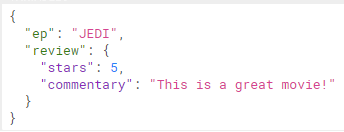 {
  "ep": "JEDI",
  "review": {
    "stars": 5,
    "commentary": "This is a great movie!"
  }
}